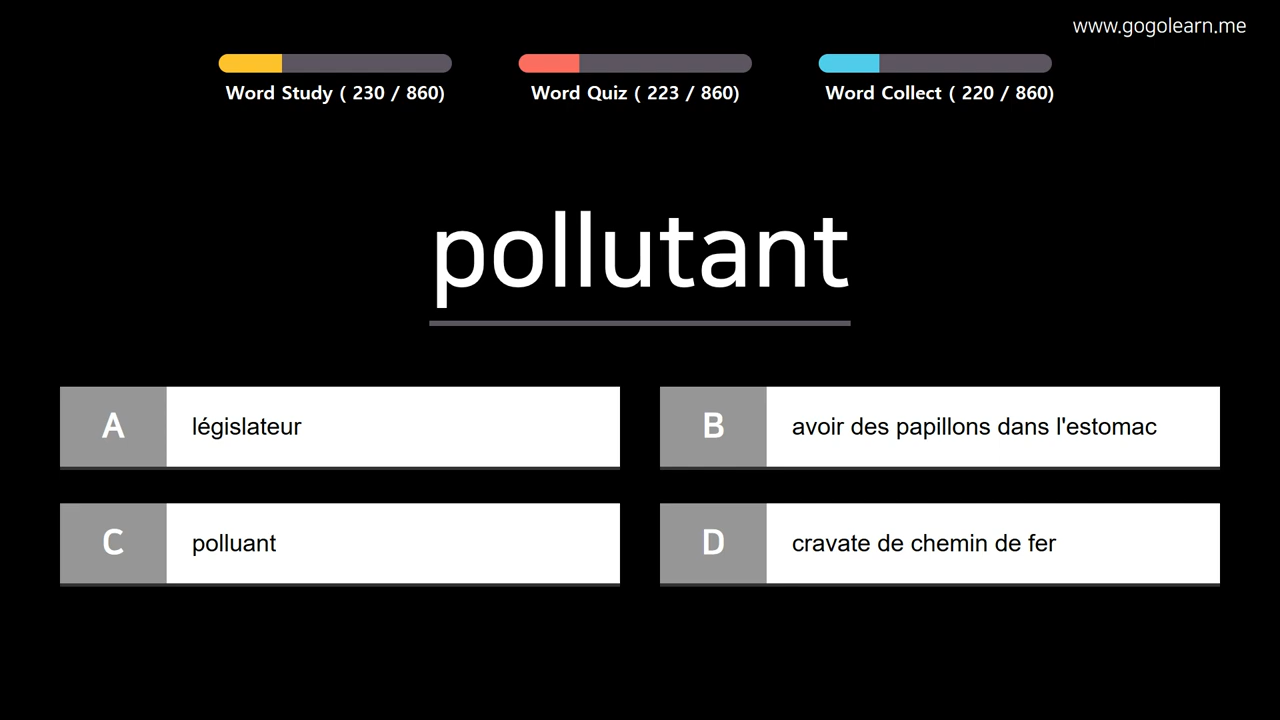 www.gogolearn.me
Word Study ( 230 / 860)
Word Quiz ( 223 / 860)
Word Collect ( 220 / 860)
pollutant
A
législateur
B
avoir des papillons dans l'estomac
C
polluant
D
cravate de chemin de fer